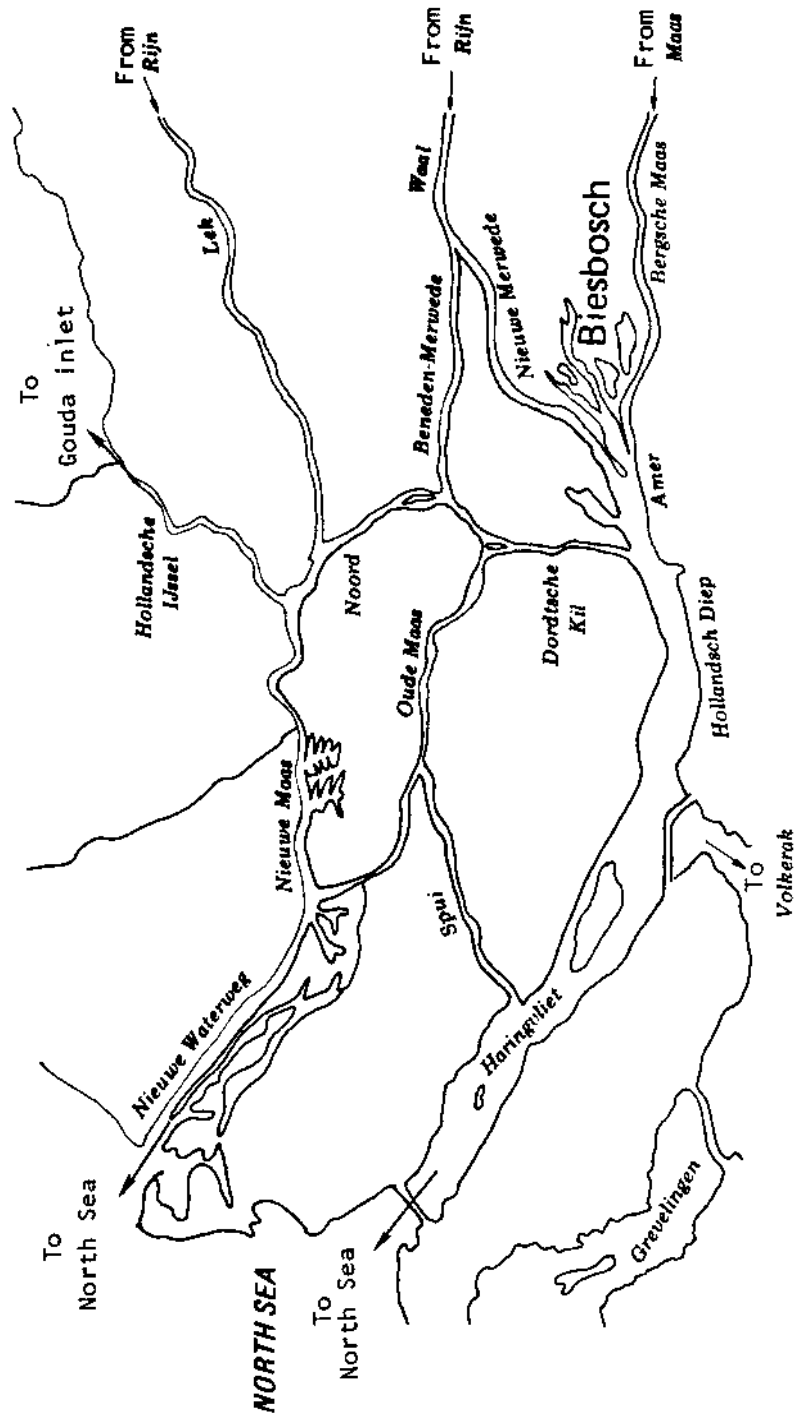 To
North Sea
NORTH SEA
To
North Sea
Nieuwe Waterweg
Grevelingen
Haringvliet
Spui
To
Volkerak
Nieuwe Maas
Oude Maas
Hollandsch Diep
Hollandsche
IJssel
Noord
Dordtsche
Kil
Amer
To
Gouda inlet
Beneden-Merwede
Nieuwe Merwede
Biesbosch
Lek
Waal
Bergsche Maas
From
Rijn
From
Rijn
From
Maas